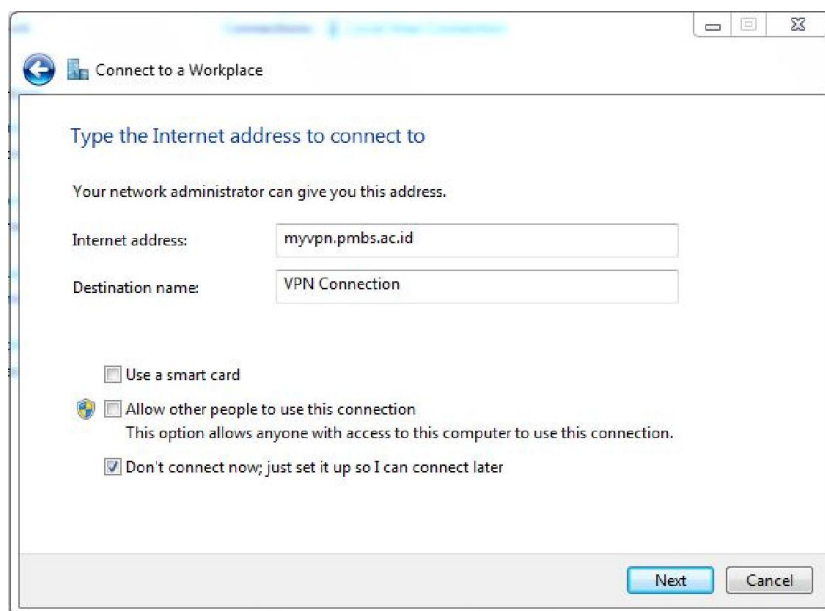 Connect to a Workplace
Type the Internet address to connect to
Your network administrator can give you this address.
Internet address: myvpn.pmbs.ac.id
Destination name: VPN Connection
Use a smart card
Allow other people to use this connection
This option allows anyone with access to this computer to use this connection.
Don't connect now; just set it up so I can connect later
Next Cancel